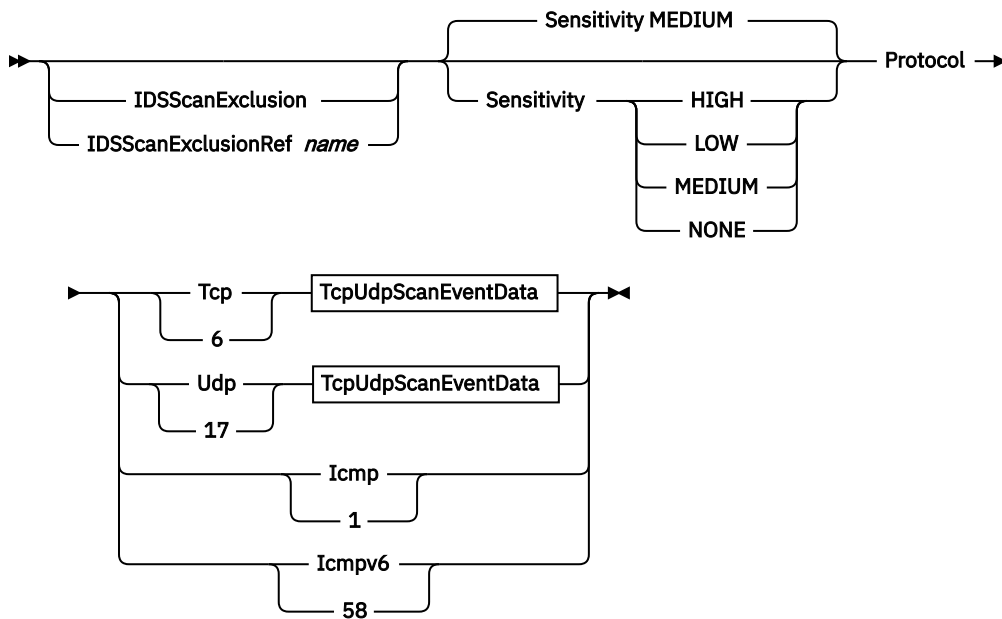 Sensitivity MEDIUM
Protocol
IDSScanExclusion
Sensitivity HIGH
IDSScanExclusionRef name
LOW
MEDIUM
NONE
Tcp TcpUdpScanEventData
6
Udp TcpUdpScanEventData
17
Icmp
1
Icmpv6
58